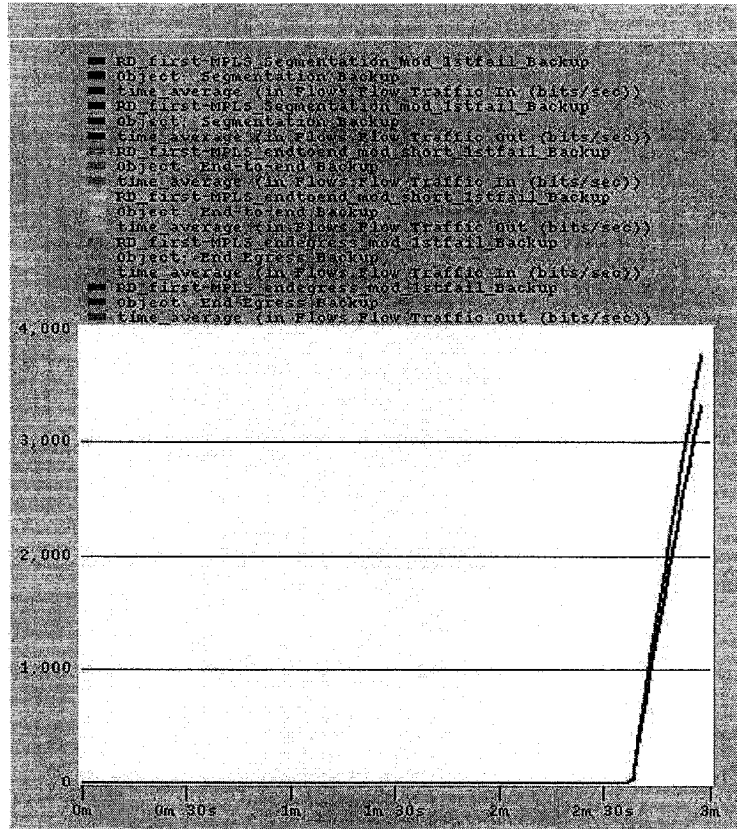 RD_first-MPLS_Segmentation_mod_1stfail_Backup
Object: Segmentation Backup
time_average (in Flows.Flow Traffic In (bits/sec))
RD_first-MPLS_Segmentation_mod_1stfail_Backup
Object: Segmentation Backup
time_average (in Flows.Flow Traffic Out (bits/sec))
RD_first-MPLS_endtoend_mod_short_1stfail_Backup
Object: End-to-end Backup
time_average (in Flows.Flow Traffic In (bits/sec))
RD_first-MPLS_endtoend_mod_short_1stfail_Backup
Object: End-to-end Backup
time_average (in Flows.Flow Traffic Out (bits/sec))
RD_first-MPLS_endegress_mod_1stfail_Backup
Object: End-Egress Backup
time_average (in Flows.Flow Traffic In (bits/sec))
RD_first-MPLS_endegress_mod_1stfail_Backup
Object: End-Egress Backup
time_average (in Flows.Flow Traffic Out (bits/sec))
4,000
3,000
2,000
1,000
0
0m 0m 30s 1m 1m 30s 2m 2m 30s 3m